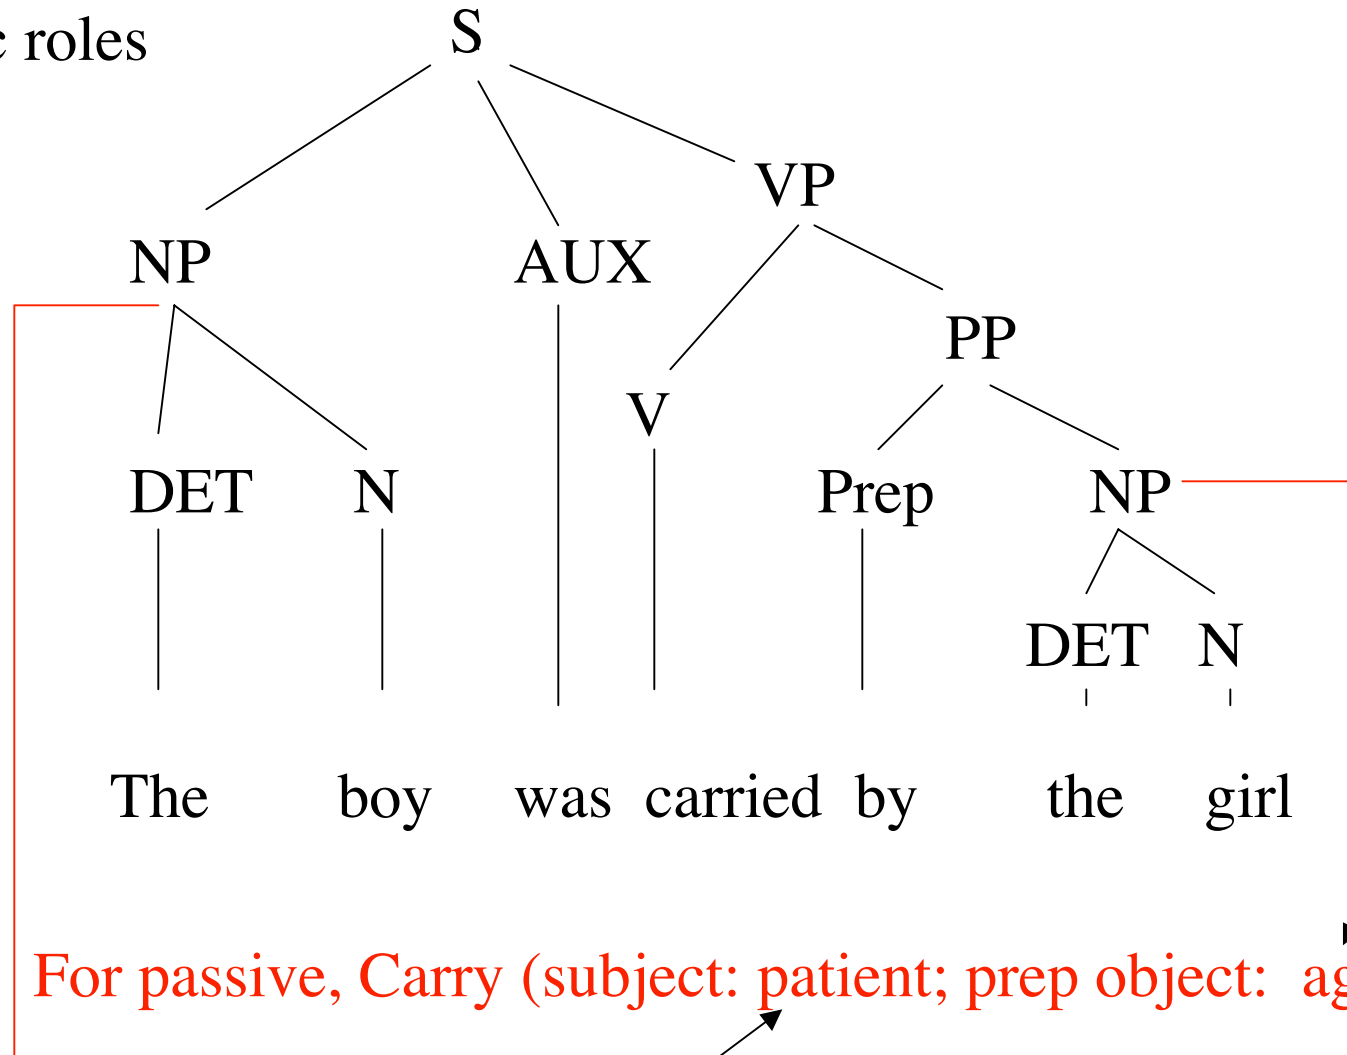 roles
S
VP
NP AUX
PP
V
DET N Prep NP
DET N
The boy was carried by the girl
For passive, Carry (subject: patient; prep object: